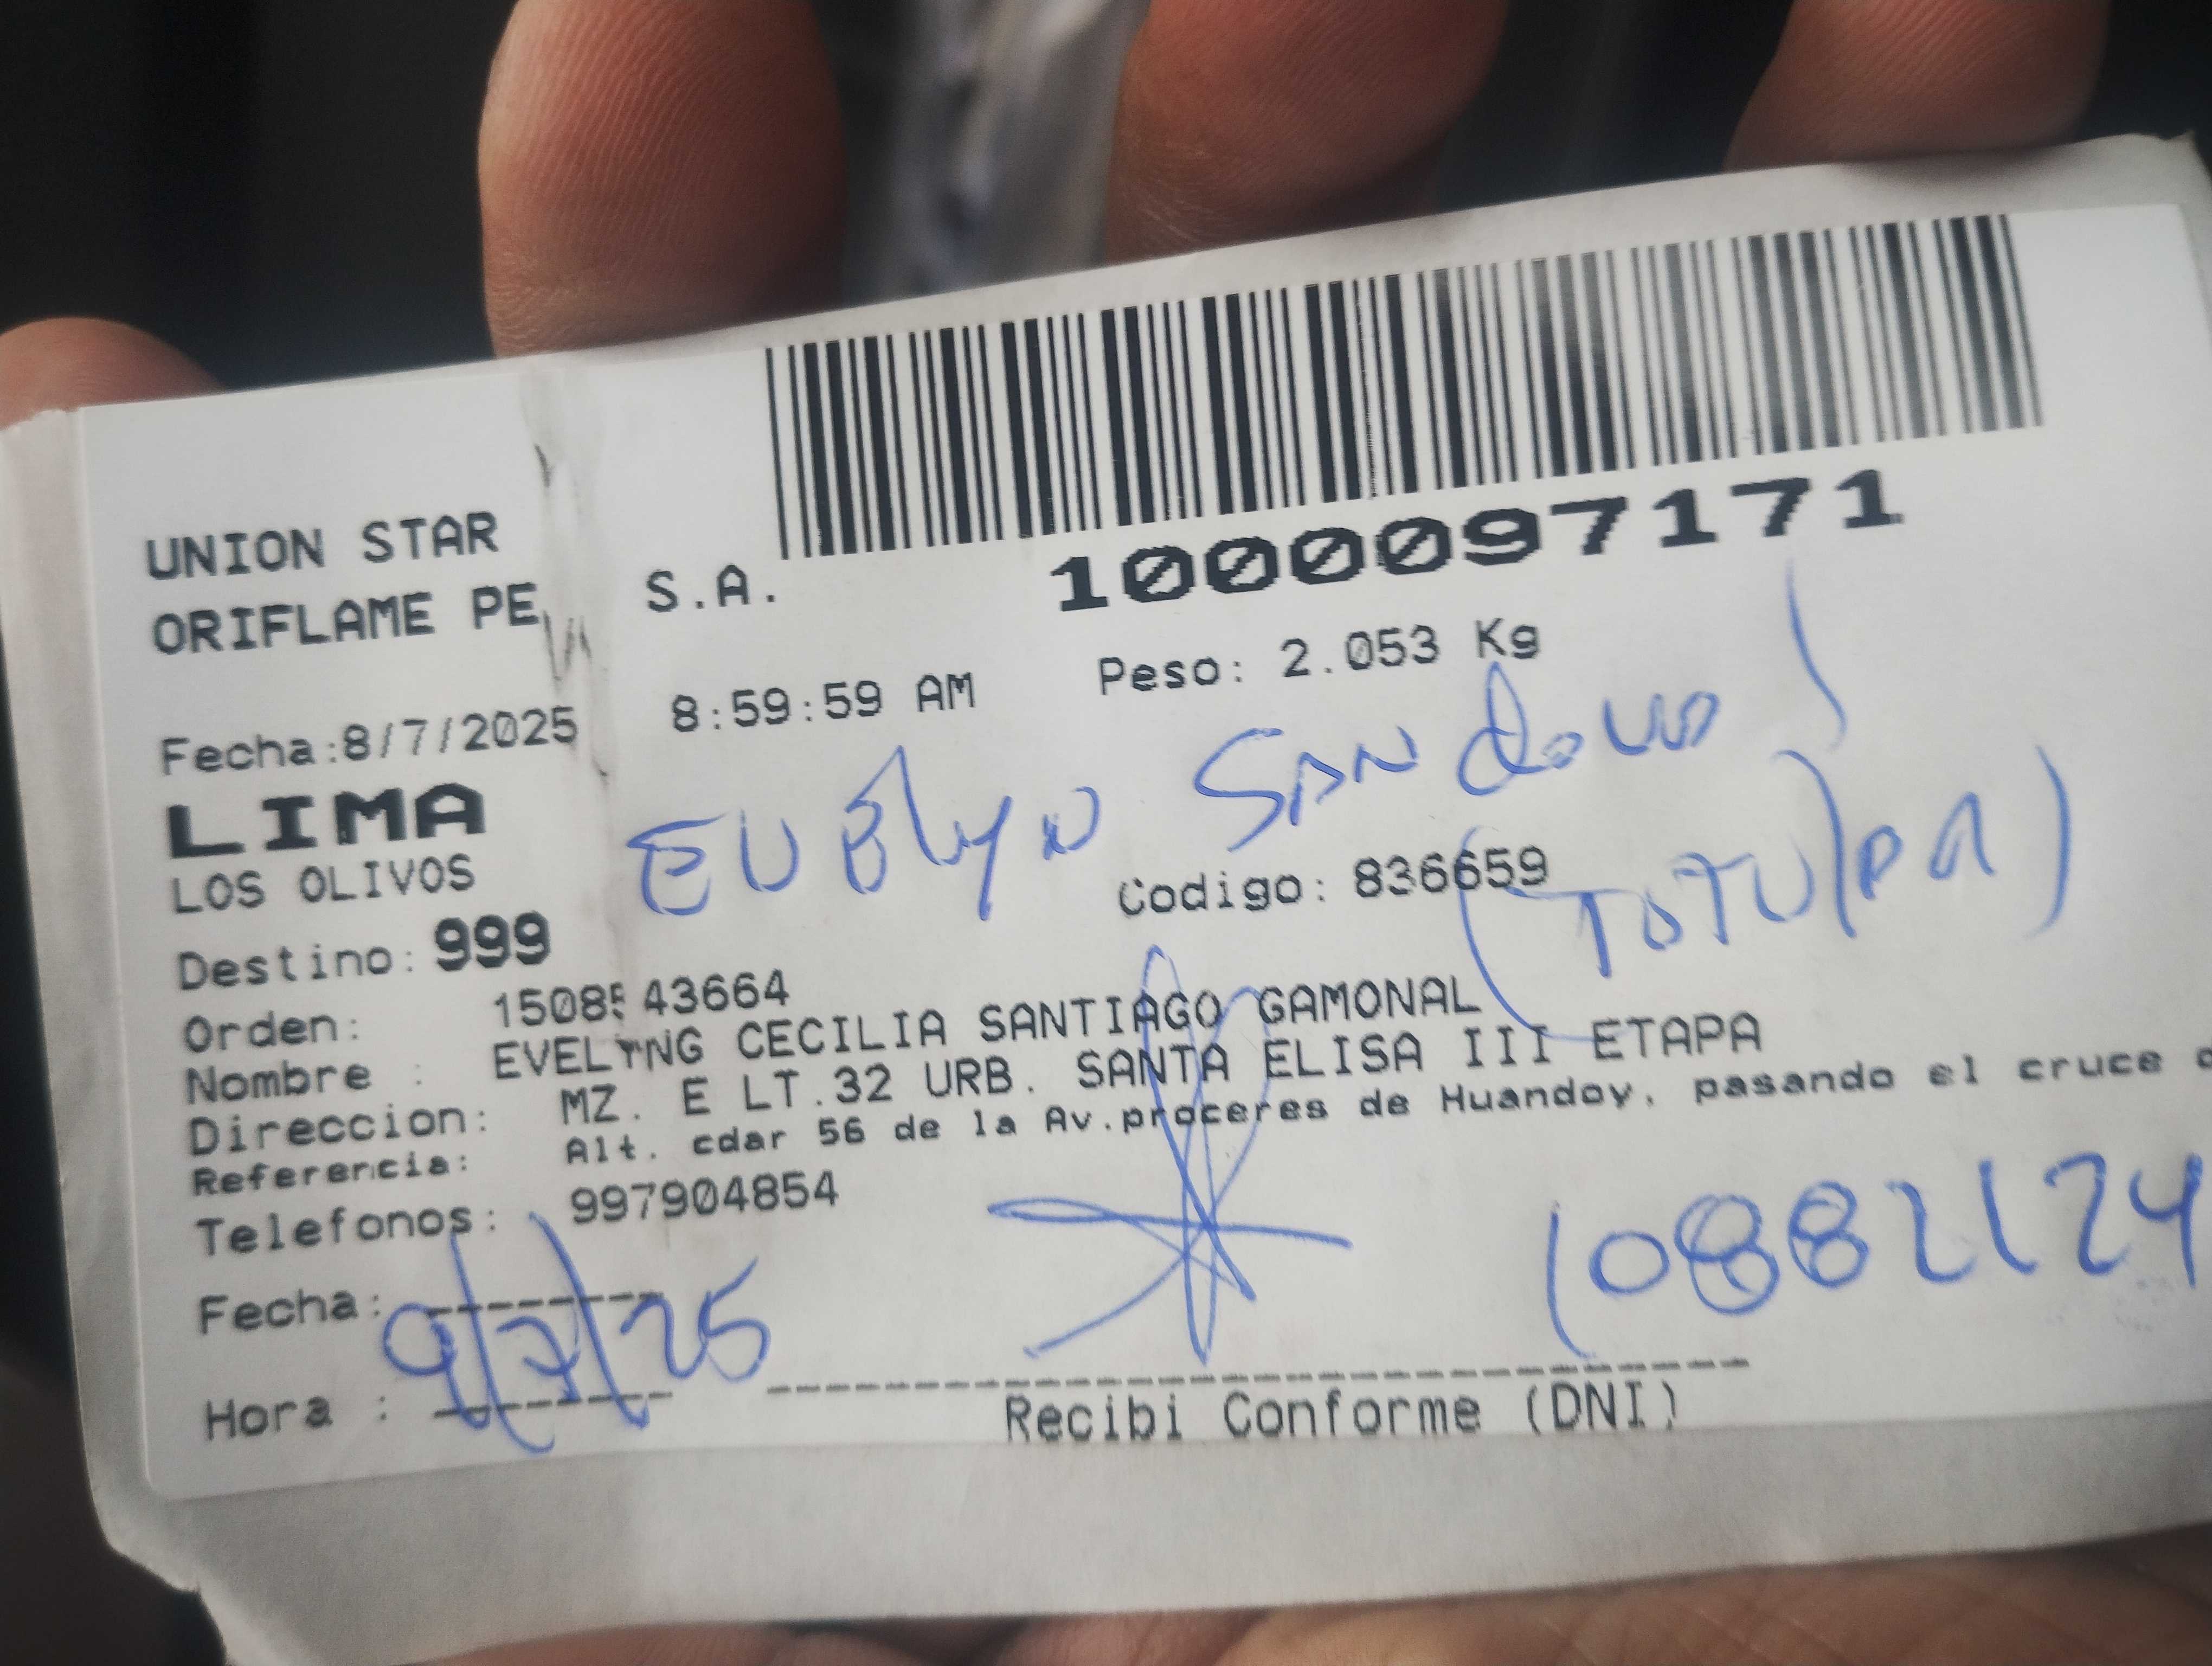 1000097171
UNION STAR
ORIFLAME PE S.A.
Peso: 2.053 Kg
Fecha:8/7/2025 8:59:59 AM
LIMA
LOS OLIVOS
Codigo: 836659
Destino: 999
Orden: 43664
Nombre : EVELYNG CECILIA SANTIAGO GAMONAL
Direccion: MZ. E LT.32 URB. SANTA ELISA III ETAPA
Referencia: Alt. cdar 56 de la Av.proceres de Huandoy, pasando el cruce
Telefonos: 997904854
10882124
Fecha: 9/7/25
Hora :
Recibi Conforme (DNI)